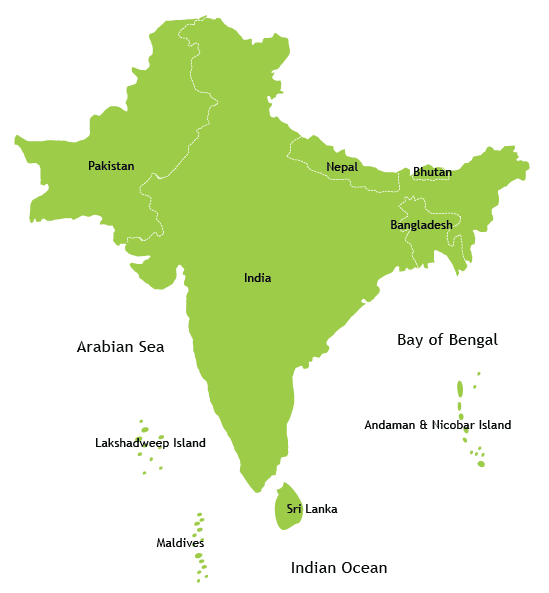 Pakistan
Nepal
Bhutan
Bangladesh
India
Arabian Sea
Bay of Bengal
Andaman & Nicobar Island
Lakshadweep Island
Sri Lanka
Maldives
Indian Ocean